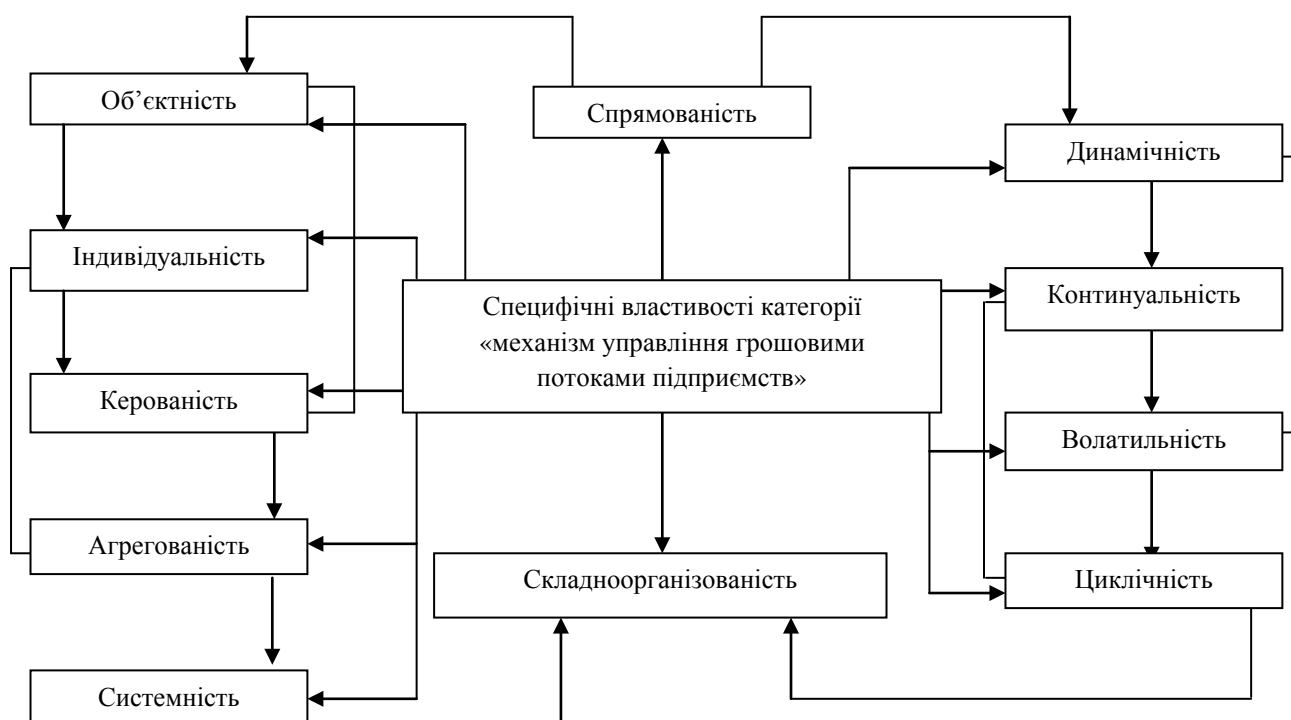 Об’єктність
Спрямованість
Динамічність
Індивідуальність
Специфічні властивості категорії
«механізм управління грошовими
потоками підприємств»
Континуальність
Керованість
Волатильність
Агрегованість
Складноорганізованість
Циклічність
Системність